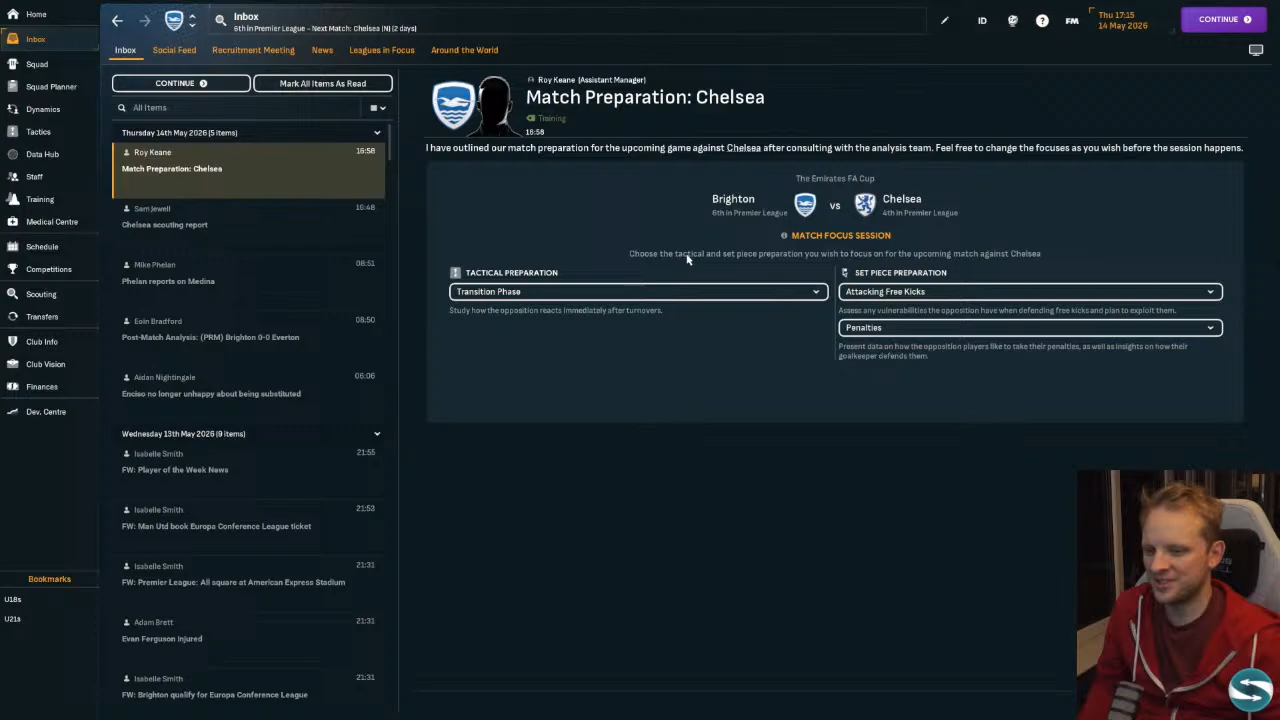 Home
Inbox
Squad
Squad Planner
Dynamics
Tactics
Data Hub
Staff
Training
Medical Centre
Schedule
Competitions
Scouting
Transfers
Club Info
Club Vision
Finances
Dev. Centre
Bookmarks
U18s
U21s
Inbox
6th in Premier League - Next Match: Chelsea (N) (2 days)
ID
FM
Thu 17:15
14 May 2026
CONTINUE
Inbox
Social Feed
Recruitment Meeting
News
Leagues in Focus
Around the World
CONTINUE
Mark All Items As Read
All Items
Thursday 14th May 2026 (5 items)
Roy Keane 16:58
Match Preparation: Chelsea
Sam Jewell 16:48
Chelsea scouting report
Mike Phelan 08:51
Phelan reports on Medina
Eoin Bradford 08:50
Post-Match Analysis: (PRM) Brighton 0-0 Everton
Aidan Nightingale 06:06
Enciso no longer unhappy about being substituted
Wednesday 13th May 2026 (9 items)
Isabelle Smith 21:55
FW: Player of the Week News
Isabelle Smith 21:53
FW: Man Utd book Europa Conference League ticket
Isabelle Smith 21:31
FW: Premier League: All square at American Express Stadium
Adam Brett 21:31
Evan Ferguson injured
Isabelle Smith 21:31
FW: Brighton qualify for Europa Conference League
Roy Keane (Assistant Manager)
Match Preparation: Chelsea
Training
16:58
I have outlined our match preparation for the upcoming game against Chelsea after consulting with the analysis team. Feel free to change the focuses as you wish before the session happens.
The Emirates FA Cup
Brighton
6th in Premier League
vs
Chelsea
4th in Premier League
MATCH FOCUS SESSION
Choose the tactical and set piece preparation you wish to focus on for the upcoming match against Chelsea
TACTICAL PREPARATION
Transition Phase
Study how the opposition reacts immediately after turnovers.
SET PIECE PREPARATION
Attacking Free Kicks
Assess any vulnerabilities the opposition have when defending free kicks and plan to exploit them.
Penalties
Present data on how the opposition players like to take their penalties, as well as insights on how their
goalkeeper defends them.